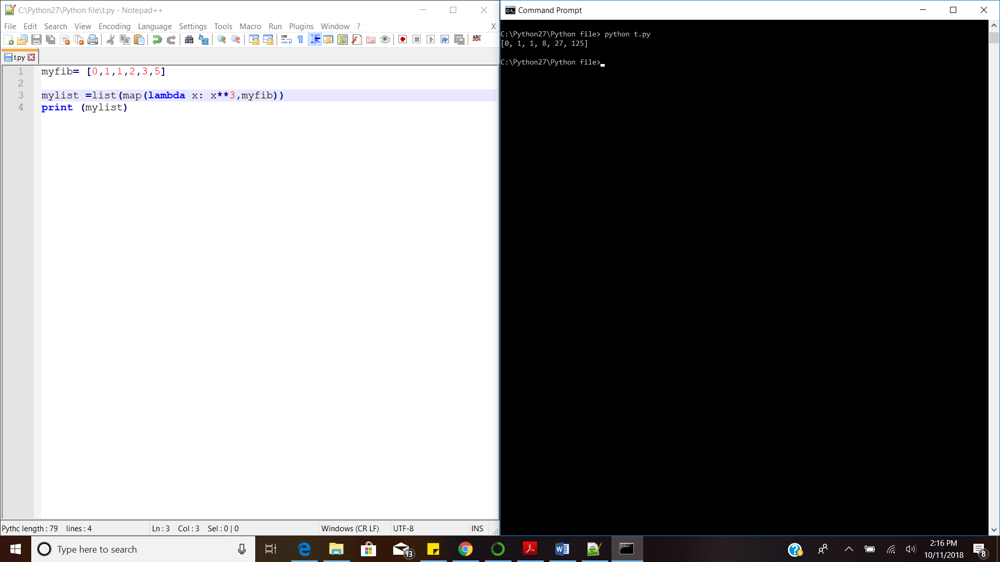 C:\Python27\Python file\t.py - Notepad++
File Edit Search View Encoding Language Settings Tools Macro Run Plugins Window ? X
ABC
t.py
1 myfib= [0,1,1,2,3,5]
2
3 mylist =list(map(lambda x: x**3,myfib))
4 print (mylist)
Pythc length : 79 lines : 4 Ln : 3 Col : 3 Sel : 0 | 0 Windows (CR LF) UTF-8 INS
Command Prompt
C:\Python27\Python file> python t.py
[0, 1, 1, 8, 27, 125]
C:\Python27\Python file>
Type here to search
13
2:16 PM
10/11/2018
8